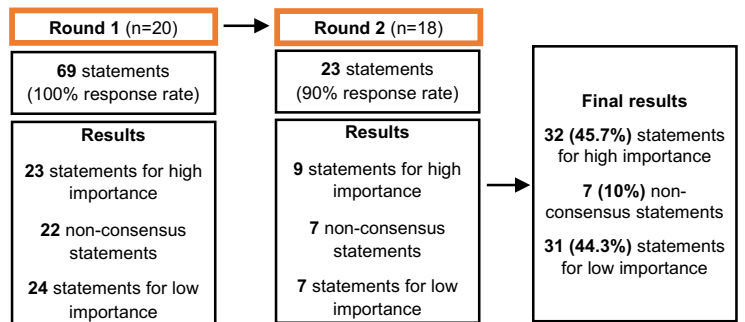 Round 1 (n=20)
69 statements
(100% response rate)
Results
23 statements for high
importance
22 non-consensus
statements
24 statements for low
importance
Round 2 (n=18)
23 statements
(90% response rate)
Results
9 statements for high
importance
7 non-consensus
statements
7 statements for low
importance
Final results
32 (45.7%) statements
for high importance
7 (10%) non-
consensus statements
31 (44.3%) statements
for low importance